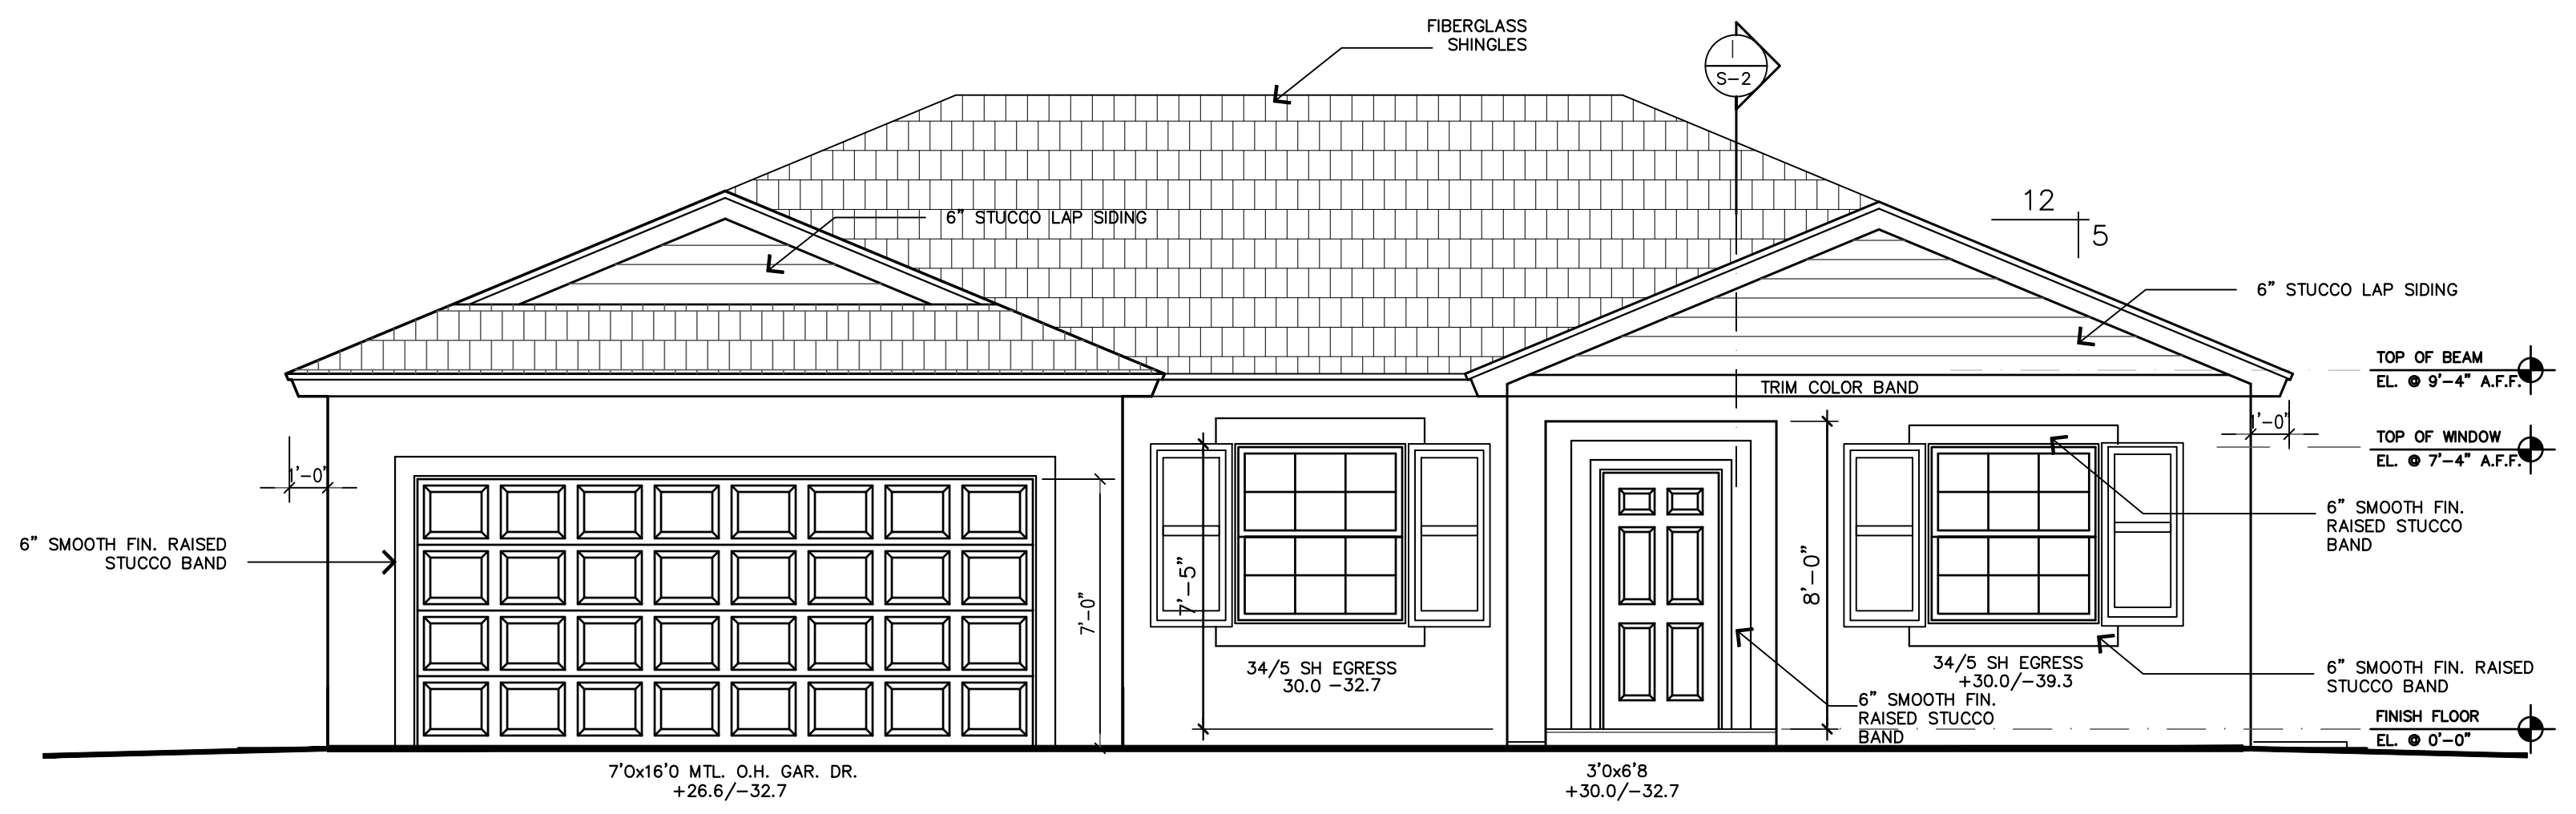 FIBERGLASS
SHINGLES
1
S-2
6" STUCCO LAP SIDING
12
5
6" STUCCO LAP SIDING
TOP OF BEAM
EL. @ 9'-4" A.F.F.
TRIM COLOR BAND
1'-0"
TOP OF WINDOW
EL. @ 7'-4" A.F.F.
1'-0"
6" SMOOTH FIN.
RAISED STUCCO
BAND
6" SMOOTH FIN. RAISED
STUCCO BAND
7'-5"
8'-0"
7'-0"
34/5 SH EGRESS
30.0 -32.7
34/5 SH EGRESS
+30.0/-39.3
6" SMOOTH FIN. RAISED
STUCCO BAND
6" SMOOTH FIN.
RAISED STUCCO
BAND
FINISH FLOOR
EL. @ 0'-0"
7'0x16'0 MTL. O.H. GAR. DR.
+26.6/-32.7
3'0x6'8
+30.0/-32.7